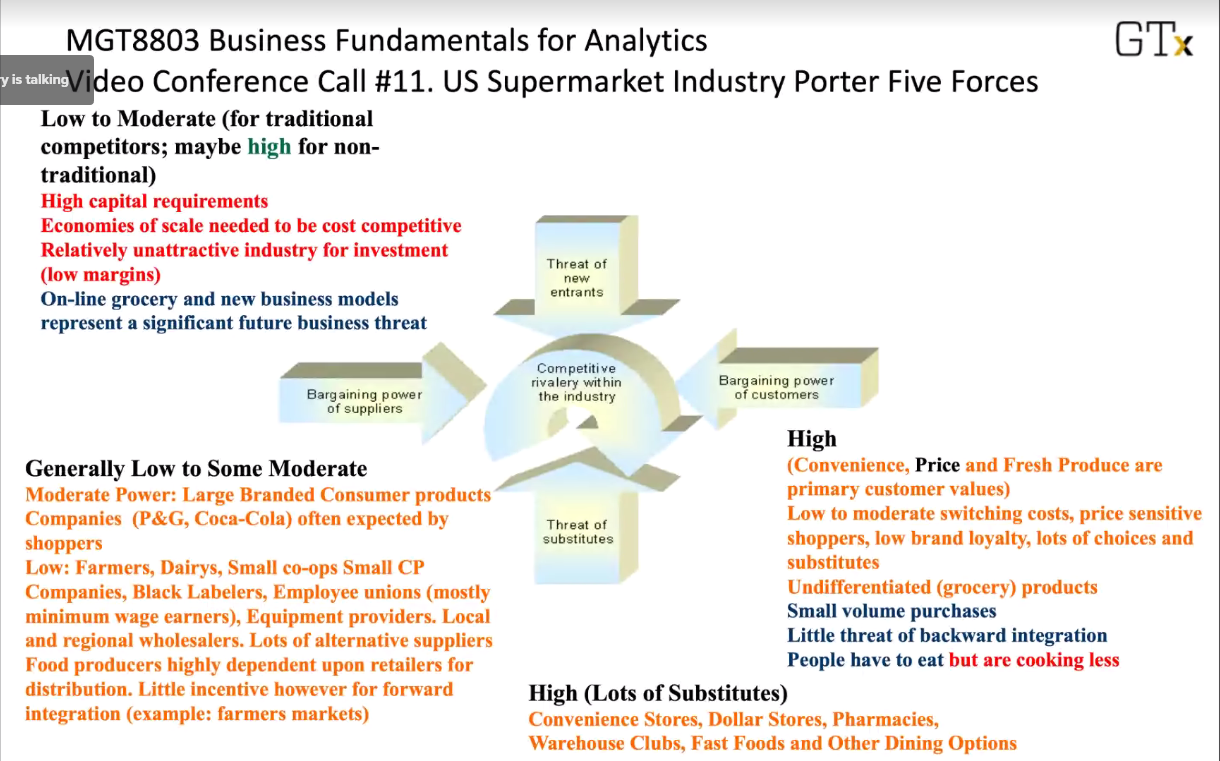 MGT8803 Business Fundamentals for Analytics
GTx
y is talking
Video Conference Call #11. US Supermarket Industry Porter Five Forces
Low to Moderate (for traditional
competitors; maybe high for non-
traditional)
High capital requirements
Economies of scale needed to be cost competitive
Relatively unattractive industry for investment
(low margins)
On-line grocery and new business models
represent a significant future business threat
Threat of
new
entrants
Competitive
rivalery within
the industry
Bargaining power
of suppliers
Bargaining power
of customers
Threat of
substitutes
Generally Low to Some Moderate
Moderate Power: Large Branded Consumer products
Companies (P&G, Coca-Cola) often expected by
shoppers
Low: Farmers, Dairys, Small co-ops Small CP
Companies, Black Labelers, Employee unions (mostly
minimum wage earners), Equipment providers. Local
and regional wholesalers. Lots of alternative suppliers
Food producers highly dependent upon retailers for
distribution. Little incentive however for forward
integration (example: farmers markets)
High
(Convenience, Price and Fresh Produce are
primary customer values)
Low to moderate switching costs, price sensitive
shoppers, low brand loyalty, lots of choices and
substitutes
Undifferentiated (grocery) products
Small volume purchases
Little threat of backward integration
People have to eat but are cooking less
High (Lots of Substitutes)
Convenience Stores, Dollar Stores, Pharmacies,
Warehouse Clubs, Fast Foods and Other Dining Options